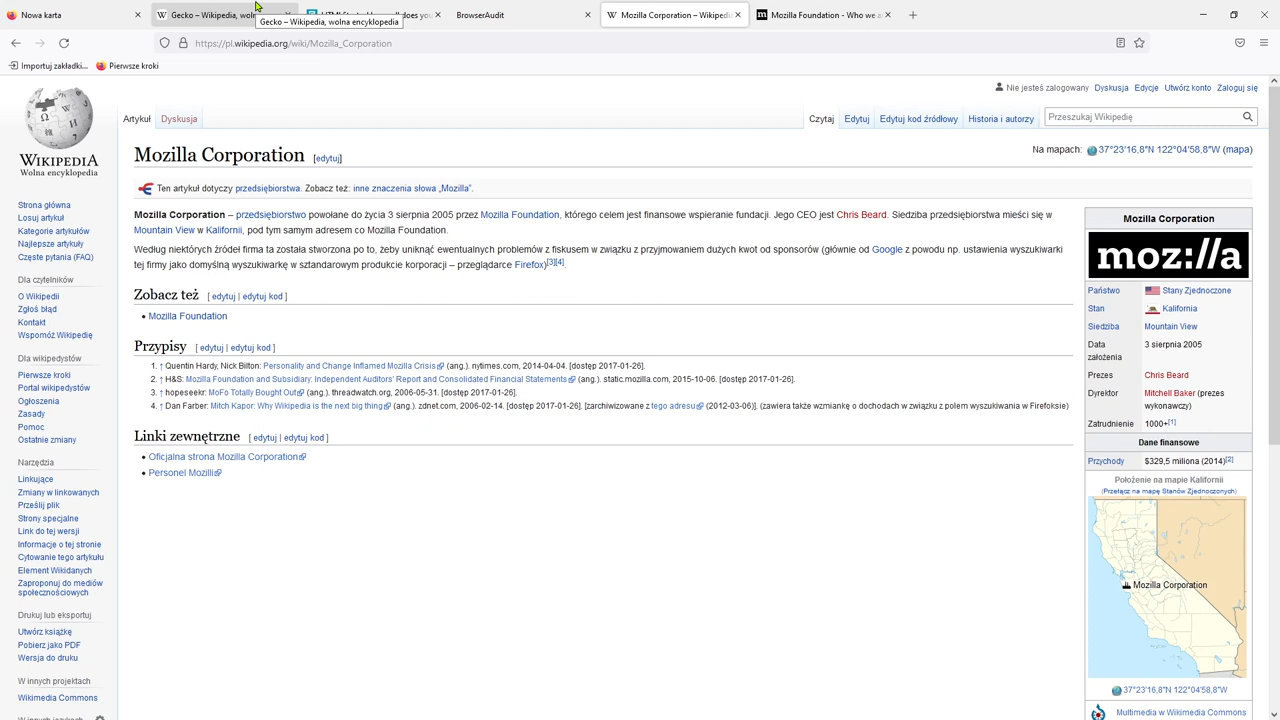 Nowa karta
Gecko – Wikipedia, woln
does you
BrowserAudit
Mozilla Corporation – Wikipedi
Mozilla Foundation - Who we a
Gecko – Wikipedia, wolna encyklopedia
https://pl.wikipedia.org/wiki/Mozilla_Corporation
Importuj zakładki...
Pierwsze kroki
Nie jesteś zalogowany
Dyskusja
Edycje
Utwórz konto
Zaloguj się
Artykuł
Dyskusja
Czytaj
Edytuj
Edytuj kod źródłowy
Historia i autorzy
Przeszukaj Wikipedię
WIKIPEDIA
Wolna encyklopedia
Strona główna
Losuj artykuł
Kategorie artykułów
Najlepsze artykuły
Częste pytania (FAQ)
Dla czytelników
O Wikipedii
Zgłoś błąd
Kontakt
Wspomóż Wikipedię
Dla wikipedystów
Pierwsze kroki
Portal wikipedystów
Ogłoszenia
Zasady
Pomoc
Ostatnie zmiany
Narzędzia
Linkujące
Zmiany w linkowanych
Prześlij plik
Strony specjalne
Link do tej wersji
Informacje o tej stronie
Cytowanie tego artykułu
Element Wikidanych
Zaproponuj do mediów
społecznościowych
Drukuj lub eksportuj
Utwórz książkę
Pobierz jako PDF
Wersja do druku
W innych projektach
Wikimedia Commons
W innych językach
Mozilla Corporation [edytuj]
Na mapach: 37°23′16,8″N 122°04′58,8″W (mapa)
Ten artykuł dotyczy przedsiębiorstwa. Zobacz też: inne znaczenia słowa „Mozilla”.
Mozilla Corporation – przedsiębiorstwo powołane do życia 3 sierpnia 2005 przez Mozilla Foundation, którego celem jest finansowe wspieranie fundacji. Jego CEO jest Chris Beard. Siedziba przedsiębiorstwa mieści się w
Mountain View w Kalifornii, pod tym samym adresem co Mozilla Foundation.
Według niektórych źródeł firma ta została stworzona po to, żeby uniknąć ewentualnych problemów z fiskusem w związku z przyjmowaniem dużych kwot od sponsorów (głównie od Google z powodu np. ustawienia wyszukiwarki
tej firmy jako domyślną wyszukiwarkę w sztandarowym produkcie korporacji – przeglądarce Firefox)[3][4].
Zobacz też [ edytuj | edytuj kod ]
• Mozilla Foundation
Przypisy [ edytuj | edytuj kod ]
1. ↑ Quentin Hardy, Nick Bilton: Personality and Change Inflamed Mozilla Crisis (ang.). nytimes.com, 2014-04-04. [dostęp 2017-01-26].
2. ↑ H&S: Mozilla Foundation and Subsidiary: Independent Auditors' Report and Consolidated Financial Statements (ang.). static.mozilla.com, 2015-10-06. [dostęp 2017-01-26].
3. ↑ hopeseekr: MoFo Totally Bought Out (ang.). threadwatch.org, 2006-05-31. [dostęp 2017-01-26].
4. ↑ Dan Farber: Mitch Kapor: Why Wikipedia is the next big thing (ang.). zdnet.com, 2006-02-14. [dostęp 2017-01-26]. [zarchiwizowane z tego adresu (2012-03-06)]. (zawiera także wzmiankę o dochodach w związku z polem wyszukiwania w Firefoksie)
Linki zewnętrzne [ edytuj | edytuj kod ]
• Oficjalna strona Mozilla Corporation
• Personel Mozilli
Mozilla Corporation
moz://a
Państwo Stany Zjednoczone
Stan Kalifornia
Siedziba Mountain View
Data założenia 3 sierpnia 2005
Prezes Chris Beard
Dyrektor Mitchell Baker (prezes wykonawczy)
Zatrudnienie 1000+[1]
Dane finansowe
Przychody $329,5 miliona (2014)[2]
Położenie na mapie Kalifornii
(Przełącz na mapę Stanów Zjednoczonych)
Mozilla Corporation
37°23′16,8″N 122°04′58,8″W
Multimedia w Wikimedia Commons